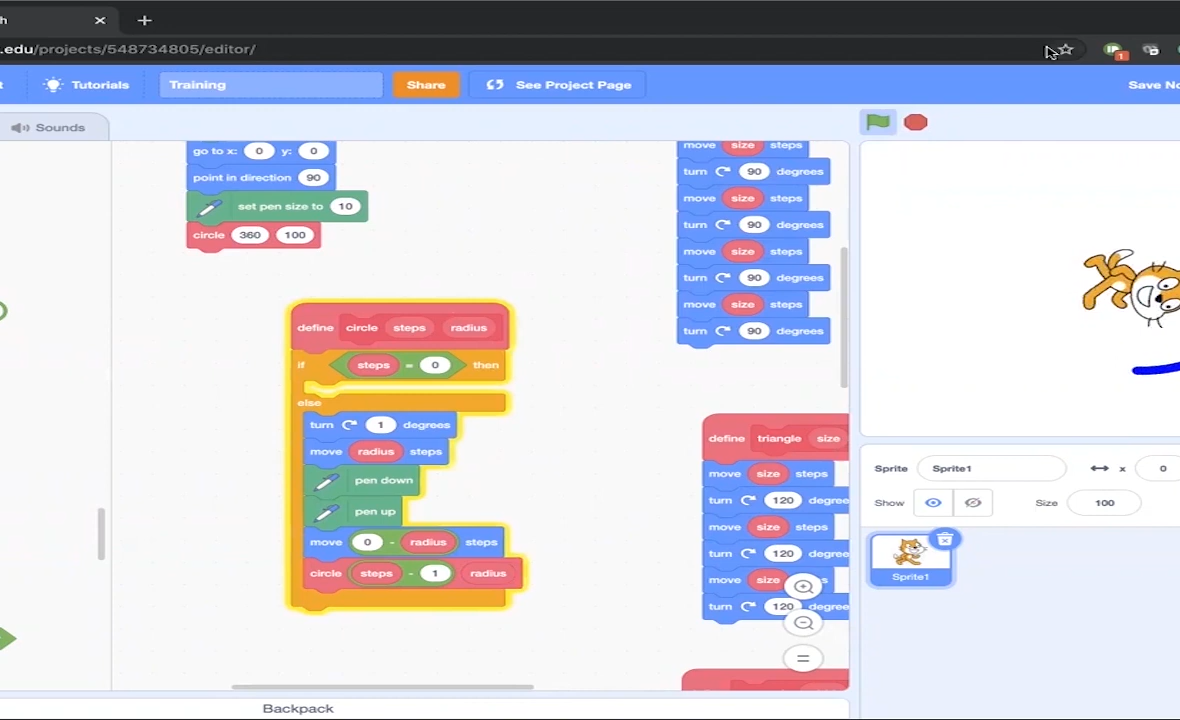 h
.edu/projects/548734805/editor/
1
t
Tutorials
Training
Share
See Project Page
Save No
Sounds
go to x: 0 y: 0
point in direction 90
set pen size to 10
circle 360 100
move size steps
turn 90 degrees
move size steps
turn 90 degrees
move size steps
turn 90 degrees
move size steps
turn 90 degrees
define circle steps radius
if steps = 0 then
else
turn 1 degrees
move radius steps
pen down
pen up
move 0 - radius steps
circle steps - 1 radius
define triangle size
move size steps
turn 120 degree
move size steps
turn 120 degree
move size s
turn 120 degree
Sprite Sprite1 x 0
Show Size 100
Sprite1
Backpack